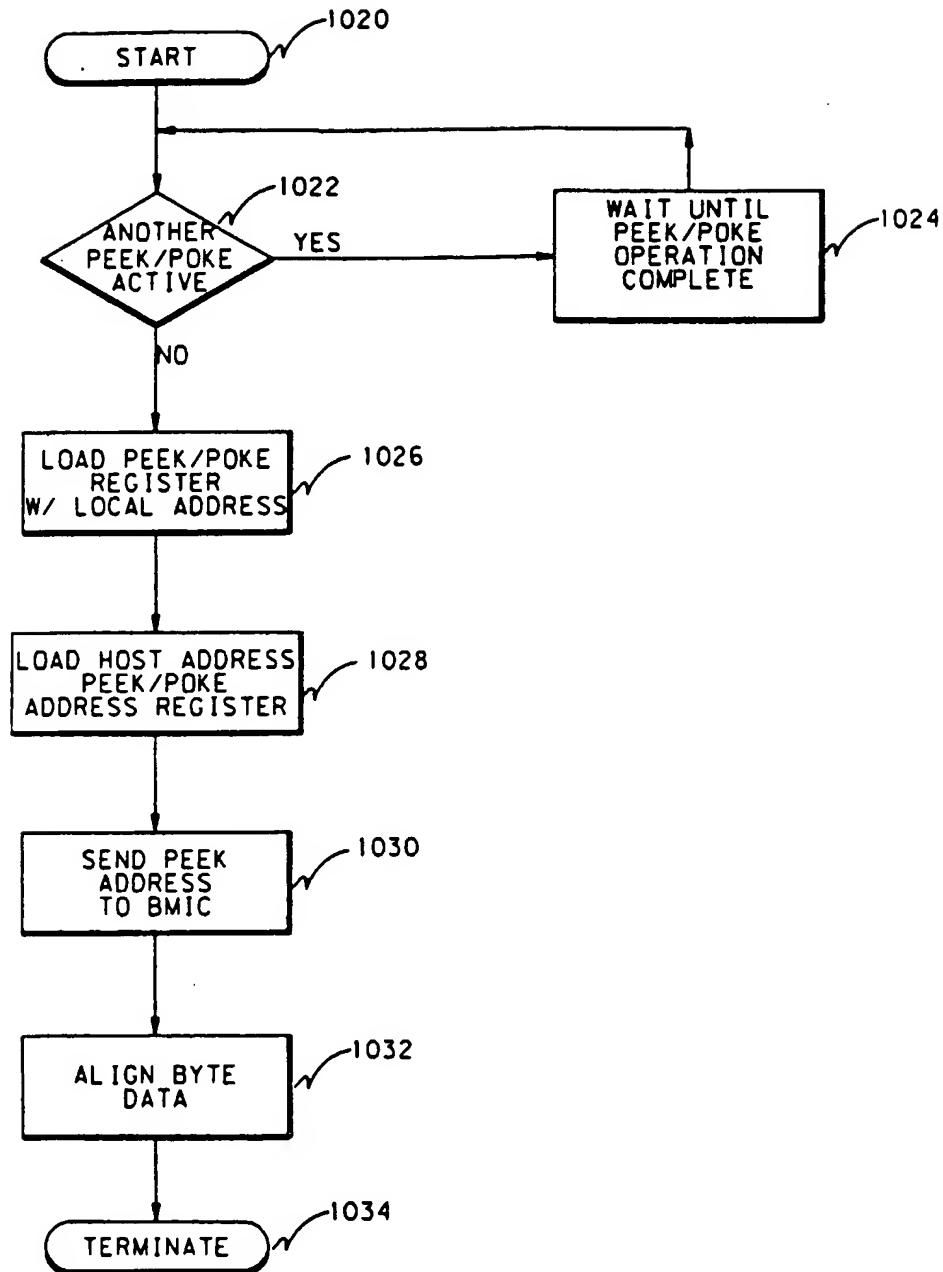 1020
START
1022
ANOTHER
PEEK/POKE
ACTIVE
YES
WAIT UNTIL
PEEK/POKE
OPERATION
COMPLETE
1024
NO
LOAD PEEK/POKE
REGISTER
W/ LOCAL ADDRESS
1026
LOAD HOST ADDRESS
PEEK/POKE
ADDRESS REGISTER
1028
SEND PEEK
ADDRESS
TO BMIC
1030
ALIGN BYTE
DATA
1032
TERMINATE
1034